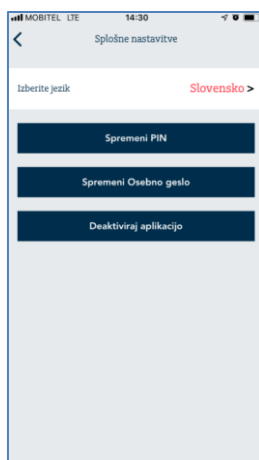 MOBITEL LTE 14:30
Splošne nastavitve
Izberite jezik Slovensko >
Spremeni PIN
Spremeni Osebno geslo
Deaktiviraj aplikacijo